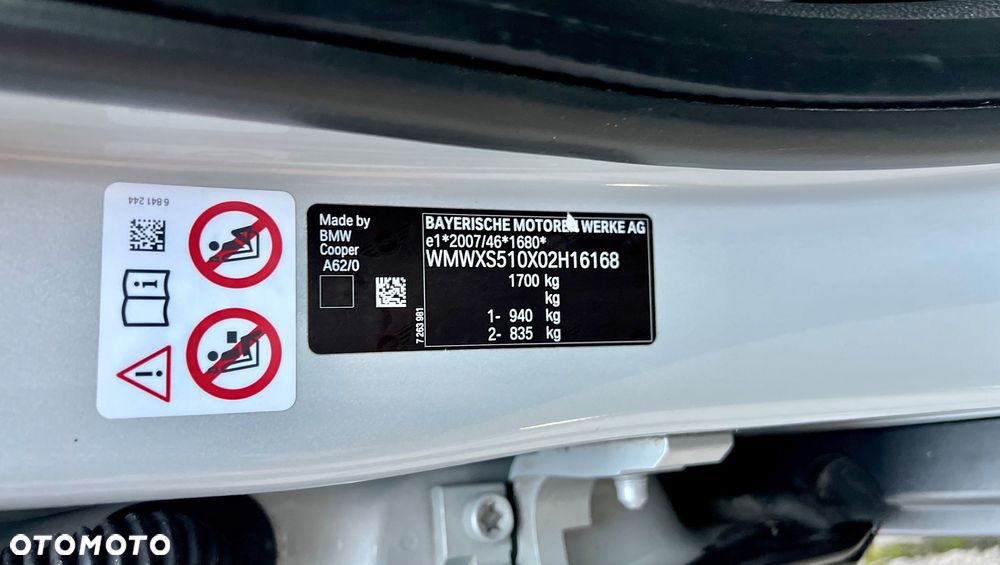 6 841 244
Made by
BMW
Cooper
A62/0
7 263 981
BAYERISCHE MOTOREN WERKE AG
e1*2007/46*1680*
WMWXS510X02H16168
1700 kg
kg
1- 940 kg
2- 835 kg
OTOMOTO